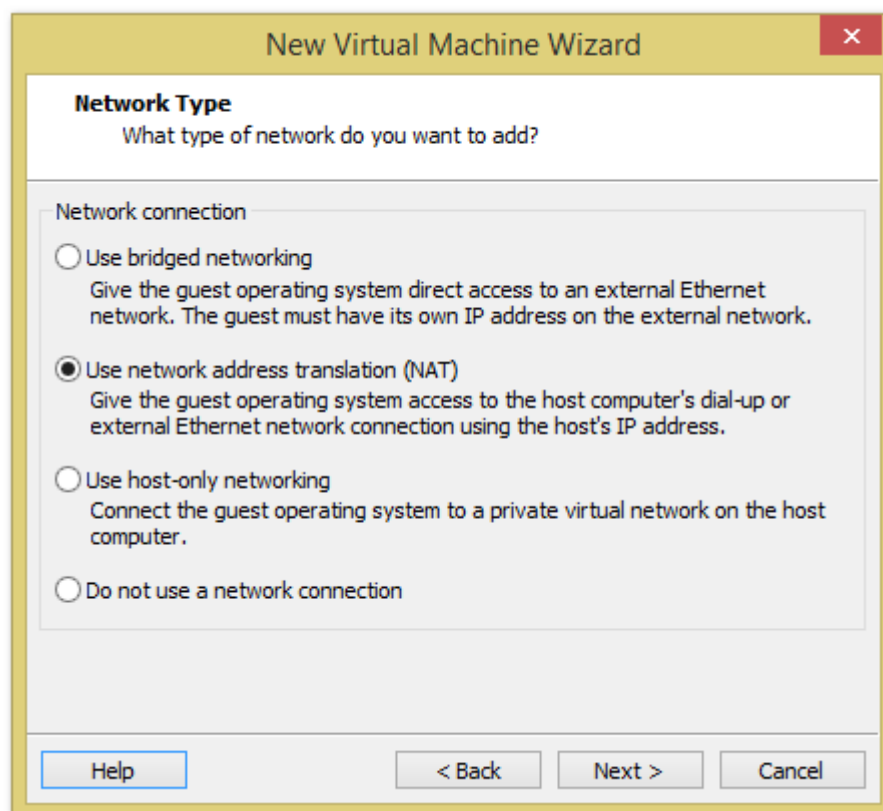 New Virtual Machine Wizard
Network Type
What type of network do you want to add?
Network connection
Use bridged networking
Give the guest operating system direct access to an external Ethernet
network. The guest must have its own IP address on the external network.
Use network address translation (NAT)
Give the guest operating system access to the host computer's dial-up or
external Ethernet network connection using the host's IP address.
Use host-only networking
Connect the guest operating system to a private virtual network on the host
computer.
Do not use a network connection
Help
< Back
Next >
Cancel